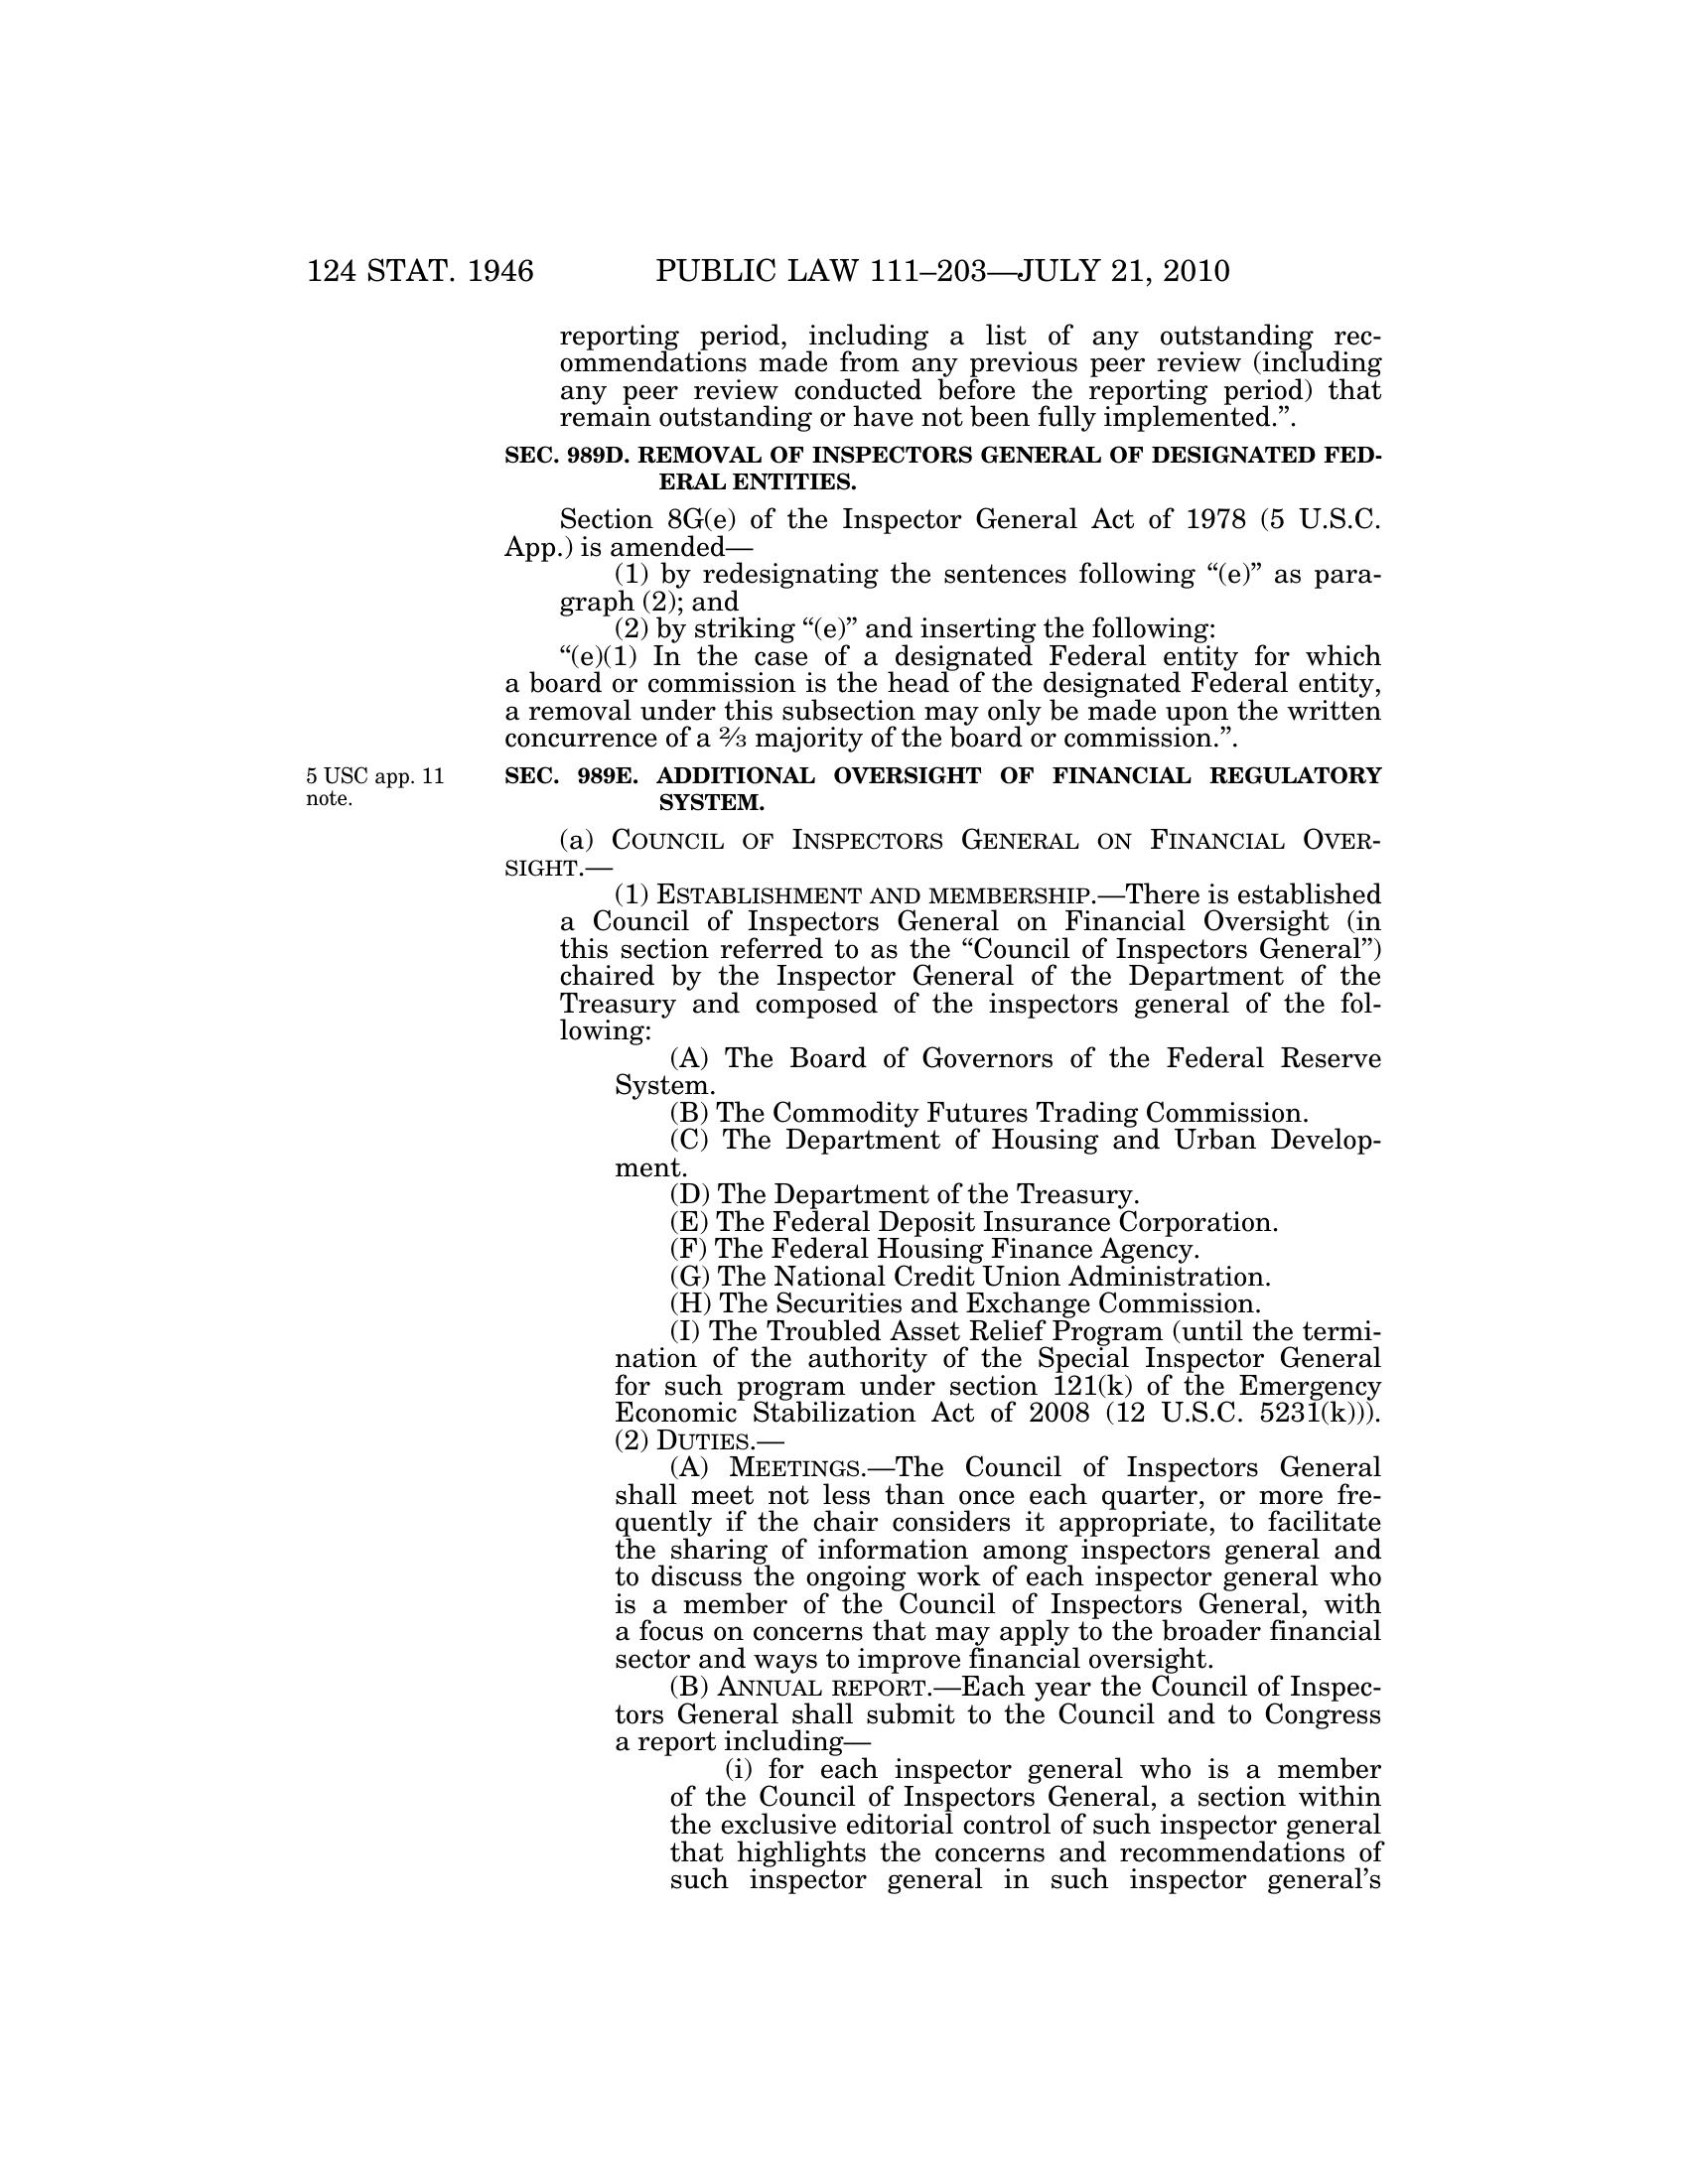 124 STAT. 1946 PUBLIC LAW 111–203—JULY 21, 2010
reporting period, including a list of any outstanding rec-
ommendations made from any previous peer review (including
any peer review conducted before the reporting period) that
remain outstanding or have not been fully implemented.”.
SEC. 989D. REMOVAL OF INSPECTORS GENERAL OF DESIGNATED FED-
ERAL ENTITIES.
Section 8G(e) of the Inspector General Act of 1978 (5 U.S.C.
App.) is amended—
(1) by redesignating the sentences following “(e)” as para-
graph (2); and
(2) by striking “(e)” and inserting the following:
“(e)(1) In the case of a designated Federal entity for which
a board or commission is the head of the designated Federal entity,
a removal under this subsection may only be made upon the written
concurrence of a ⅔ majority of the board or commission.”.
5 USC app. 11
note.
SEC. 989E. ADDITIONAL OVERSIGHT OF FINANCIAL REGULATORY
SYSTEM.
(a) COUNCIL OF INSPECTORS GENERAL ON FINANCIAL OVER-
SIGHT.—
(1) ESTABLISHMENT AND MEMBERSHIP.—There is established
a Council of Inspectors General on Financial Oversight (in
this section referred to as the “Council of Inspectors General”)
chaired by the Inspector General of the Department of the
Treasury and composed of the inspectors general of the fol-
lowing:
(A) The Board of Governors of the Federal Reserve
System.
(B) The Commodity Futures Trading Commission.
(C) The Department of Housing and Urban Develop-
ment.
(D) The Department of the Treasury.
(E) The Federal Deposit Insurance Corporation.
(F) The Federal Housing Finance Agency.
(G) The National Credit Union Administration.
(H) The Securities and Exchange Commission.
(I) The Troubled Asset Relief Program (until the termi-
nation of the authority of the Special Inspector General
for such program under section 121(k) of the Emergency
Economic Stabilization Act of 2008 (12 U.S.C. 5231(k))).
(2) DUTIES.—
(A) MEETINGS.—The Council of Inspectors General
shall meet not less than once each quarter, or more fre-
quently if the chair considers it appropriate, to facilitate
the sharing of information among inspectors general and
to discuss the ongoing work of each inspector general who
is a member of the Council of Inspectors General, with
a focus on concerns that may apply to the broader financial
sector and ways to improve financial oversight.
(B) ANNUAL REPORT.—Each year the Council of Inspec-
tors General shall submit to the Council and to Congress
a report including—
(i) for each inspector general who is a member
of the Council of Inspectors General, a section within
the exclusive editorial control of such inspector general
that highlights the concerns and recommendations of
such inspector general in such inspector general’s